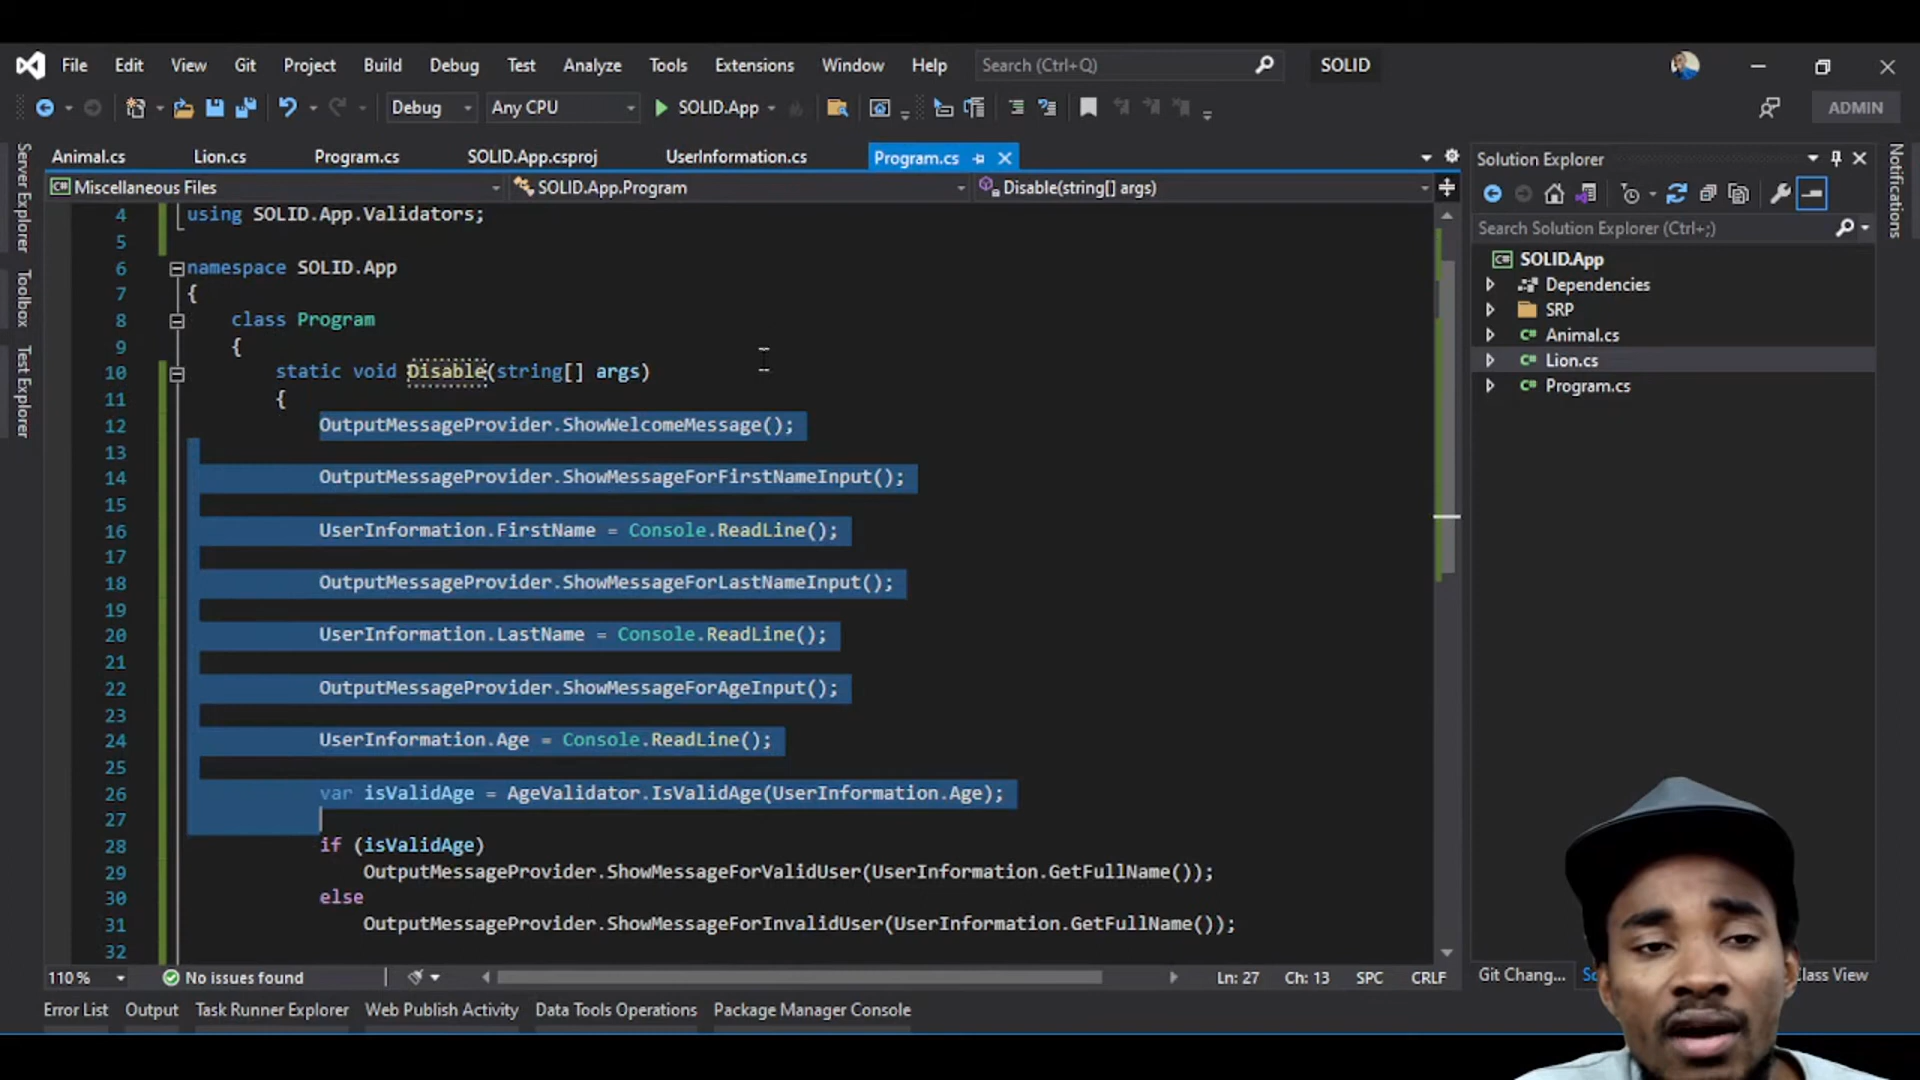 File Edit View Git Project Build Debug Test Analyze Tools Extensions Window Help Search (Ctrl+Q) SOLID
Debug Any CPU SOLID.App ADMIN
Animal.cs Lion.cs Program.cs SOLID.App.csproj UserInformation.cs Program.cs
Miscellaneous Files SOLID.App.Program Disable(string[] args)
Server Explorer
Toolbox
Test Explorer
4 using SOLID.App.Validators;
5
6 namespace SOLID.App
7 {
8 class Program
9 {
10 static void Disable(string[] args)
11 {
12 OutputMessageProvider.ShowWelcomeMessage();
13
14 OutputMessageProvider.ShowMessageForFirstNameInput();
15
16 UserInformation.FirstName = Console.ReadLine();
17
18 OutputMessageProvider.ShowMessageForLastNameInput();
19
20 UserInformation.LastName = Console.ReadLine();
21
22 OutputMessageProvider.ShowMessageForAgeInput();
23
24 UserInformation.Age = Console.ReadLine();
25
26 var isValidAge = AgeValidator.IsValidAge(UserInformation.Age);
27
28 if (isValidAge)
29 OutputMessageProvider.ShowMessageForValidUser(UserInformation.GetFullName());
30 else
31 OutputMessageProvider.ShowMessageForInvalidUser(UserInformation.GetFullName());
32
110 % No issues found Ln: 27 Ch: 13 SPC CRLF
Error List Output Task Runner Explorer Web Publish Activity Data Tools Operations Package Manager Console
Solution Explorer
Search Solution Explorer (Ctrl+;)
SOLID.App
Dependencies
SRP
Animal.cs
Lion.cs
Program.cs
Git Chang... Class View
Notifications